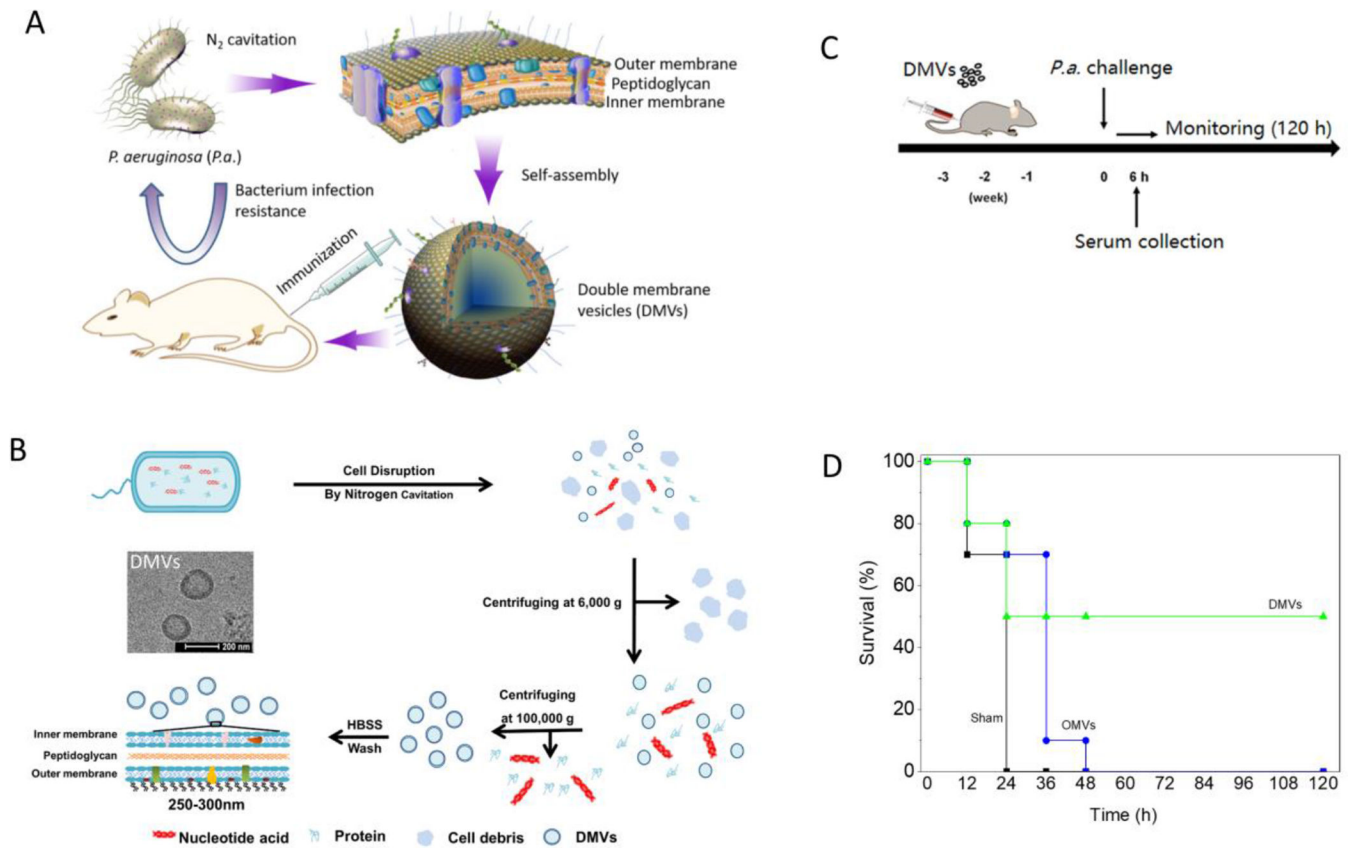 A
N2 cavitation
Outer membrane
Peptidoglycan
Inner membrane
P. aeruginosa (P.a.)
Self-assembly
Bacterium infection
resistance
Immunization
Double membrane
vesicles (DMVs)
C
DMVs
P.a. challenge
Monitoring (120 h)
-3
-2
-1
0
6 h
(week)
Serum collection
B
Cell Disruption
By Nitrogen Cavitation
DMVs
200 nm
Centrifuging at 6,000 g
Centrifuging
at 100,000 g
HBSS
Wash
Inner membrane
Peptidoglycan
Outer membrane
250-300nm
Nucleotide acid
Protein
Cell debris
DMVs
D
100
80
60
40
20
0
Survival (%)
DMVs
Sham
OMVs
0 12 24 36 48 60 72 84 96 108 120
Time (h)